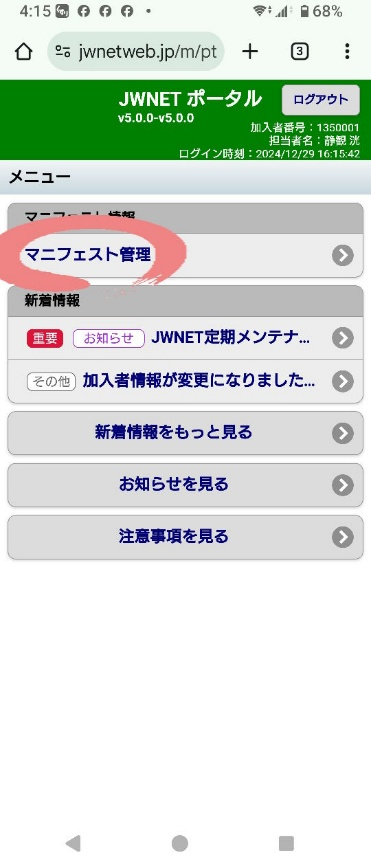 4:15 68%
jwnetweb.jp/m/pt 3
JWNET ポータル
v5.0.0-v5.0.0
ログアウト
加入者番号：1350001
担当者名：静観 洸
ログイン時刻：2024/12/29 16:15:42
メニュー
マニフェスト情報
マニフェスト管理
新着情報
重要 お知らせ JWNET定期メンテナ...
その他 加入者情報が変更になりました...
新着情報をもっと見る
お知らせを見る
注意事項を見る